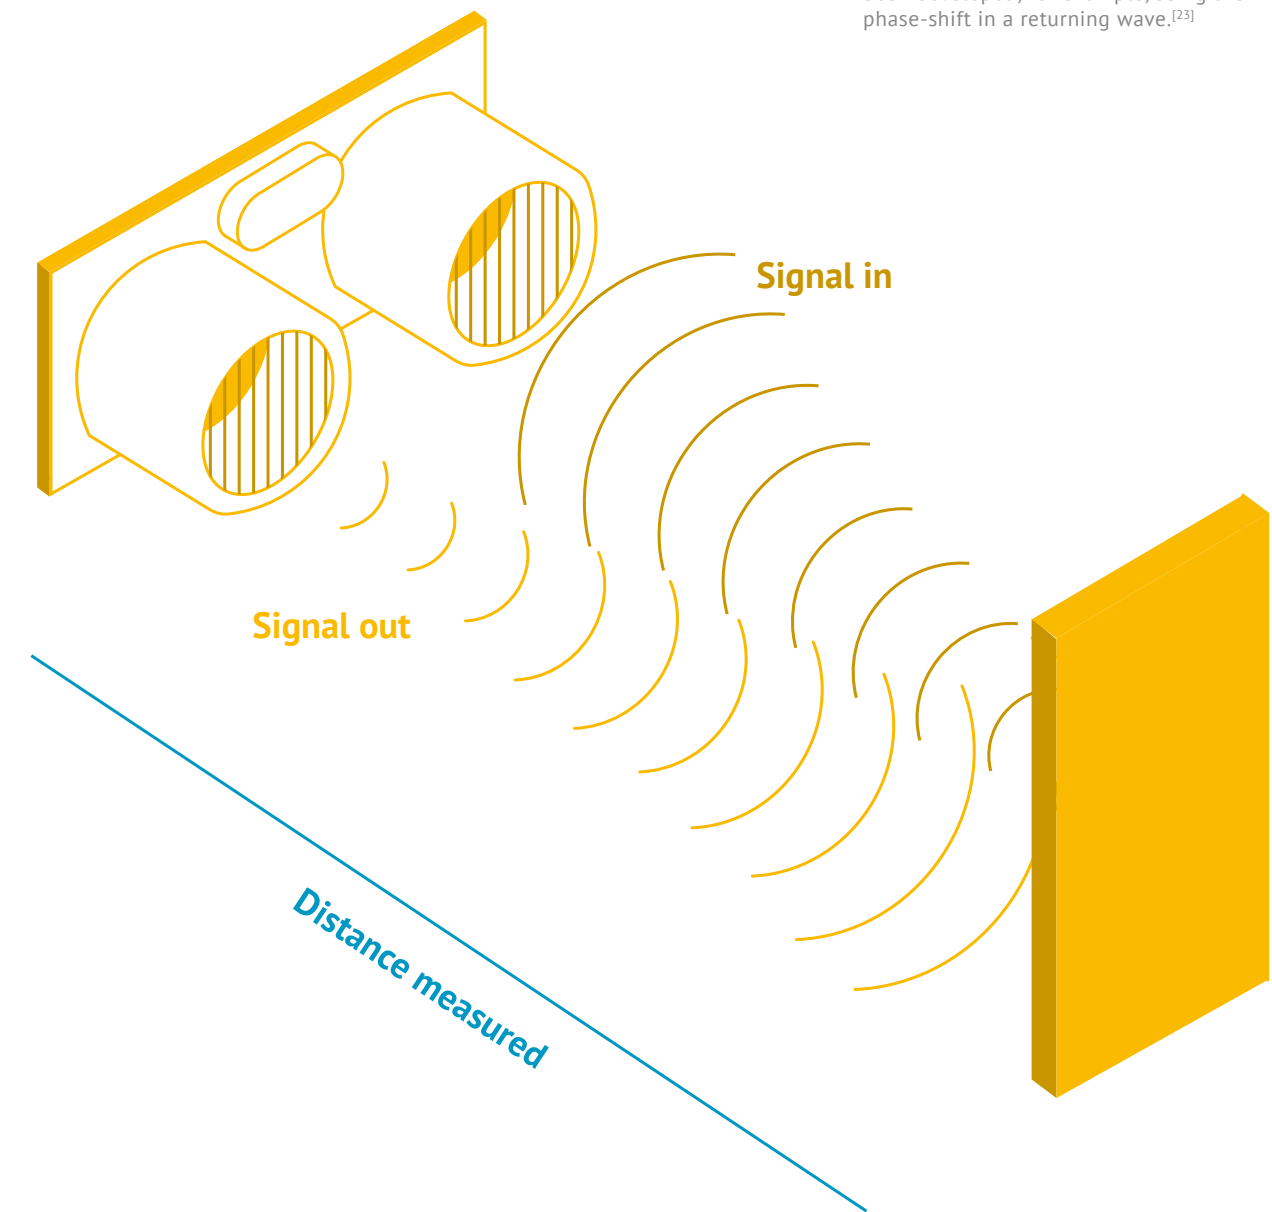 phase-shift in a returning wave.[23]
Signal in
Signal out
Distance measured